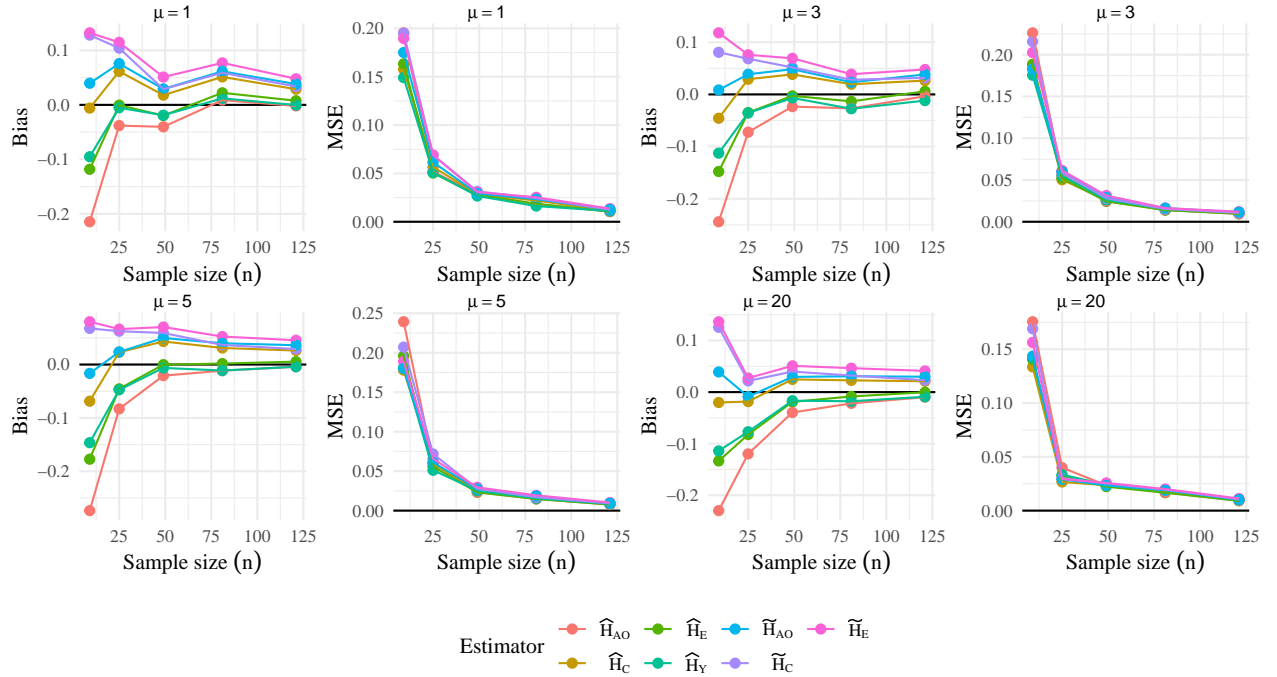 μ = 1
μ = 1
μ = 3
μ = 3
Bias
0.1
0.0
−0.1
−0.2
25 50 75 100 125
Sample size (n)
MSE
0.20
0.15
0.10
0.05
0.00
25 50 75 100 125
Sample size (n)
Bias
0.1
0.0
−0.1
−0.2
25 50 75 100 125
Sample size (n)
MSE
0.20
0.15
0.10
0.05
0.00
25 50 75 100 125
Sample size (n)
μ = 5
μ = 5
μ = 20
μ = 20
Bias
0.0
−0.1
−0.2
25 50 75 100 125
Sample size (n)
MSE
0.25
0.20
0.15
0.10
0.05
0.00
25 50 75 100 125
Sample size (n)
Bias
0.1
0.0
−0.1
−0.2
25 50 75 100 125
Sample size (n)
MSE
0.15
0.10
0.05
0.00
25 50 75 100 125
Sample size (n)
Estimator
Ĥ_AO Ĥ_E H̃_AO H̃_E
Ĥ_C Ĥ_Y H̃_C